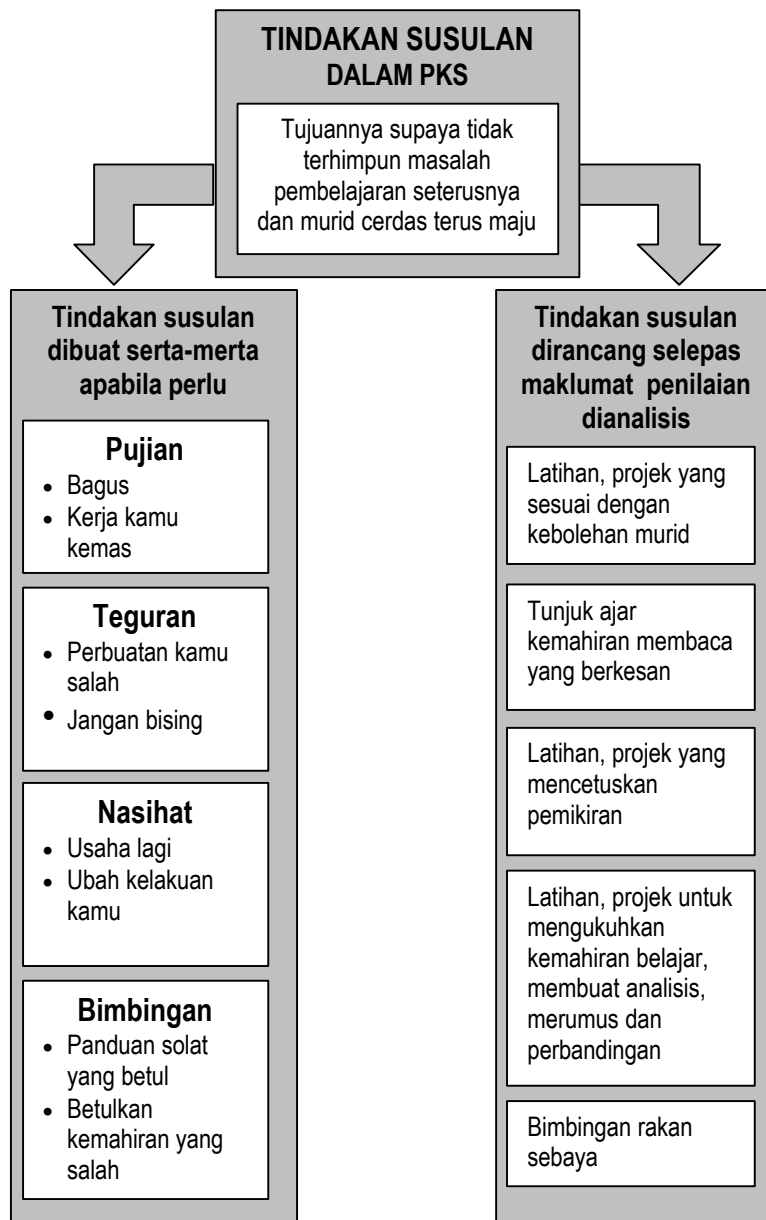 TINDAKAN SUSULAN
DALAM PKS
Tujuannya supaya tidak
terhimpun masalah
pembelajaran seterusnya
dan murid cerdas terus maju
Tindakan susulan
dibuat serta-merta
apabila perlu
Pujian
• Bagus
• Kerja kamu
kemas
Teguran
• Perbuatan kamu
salah
• Jangan bising
Nasihat
• Usaha lagi
• Ubah kelakuan
kamu
Bimbingan
• Panduan solat
yang betul
• Betulkan
kemahiran yang
salah
Tindakan susulan
dirancang selepas
maklumat penilaian
dianalisis
Latihan, projek yang
sesuai dengan
kebolehan murid
Tunjuk ajar
kemahiran membaca
yang berkesan
Latihan, projek yang
mencetuskan
pemikiran
Latihan, projek untuk
mengukuhkan
kemahiran belajar,
membuat analisis,
merumus dan
perbandingan
Bimbingan rakan
sebaya